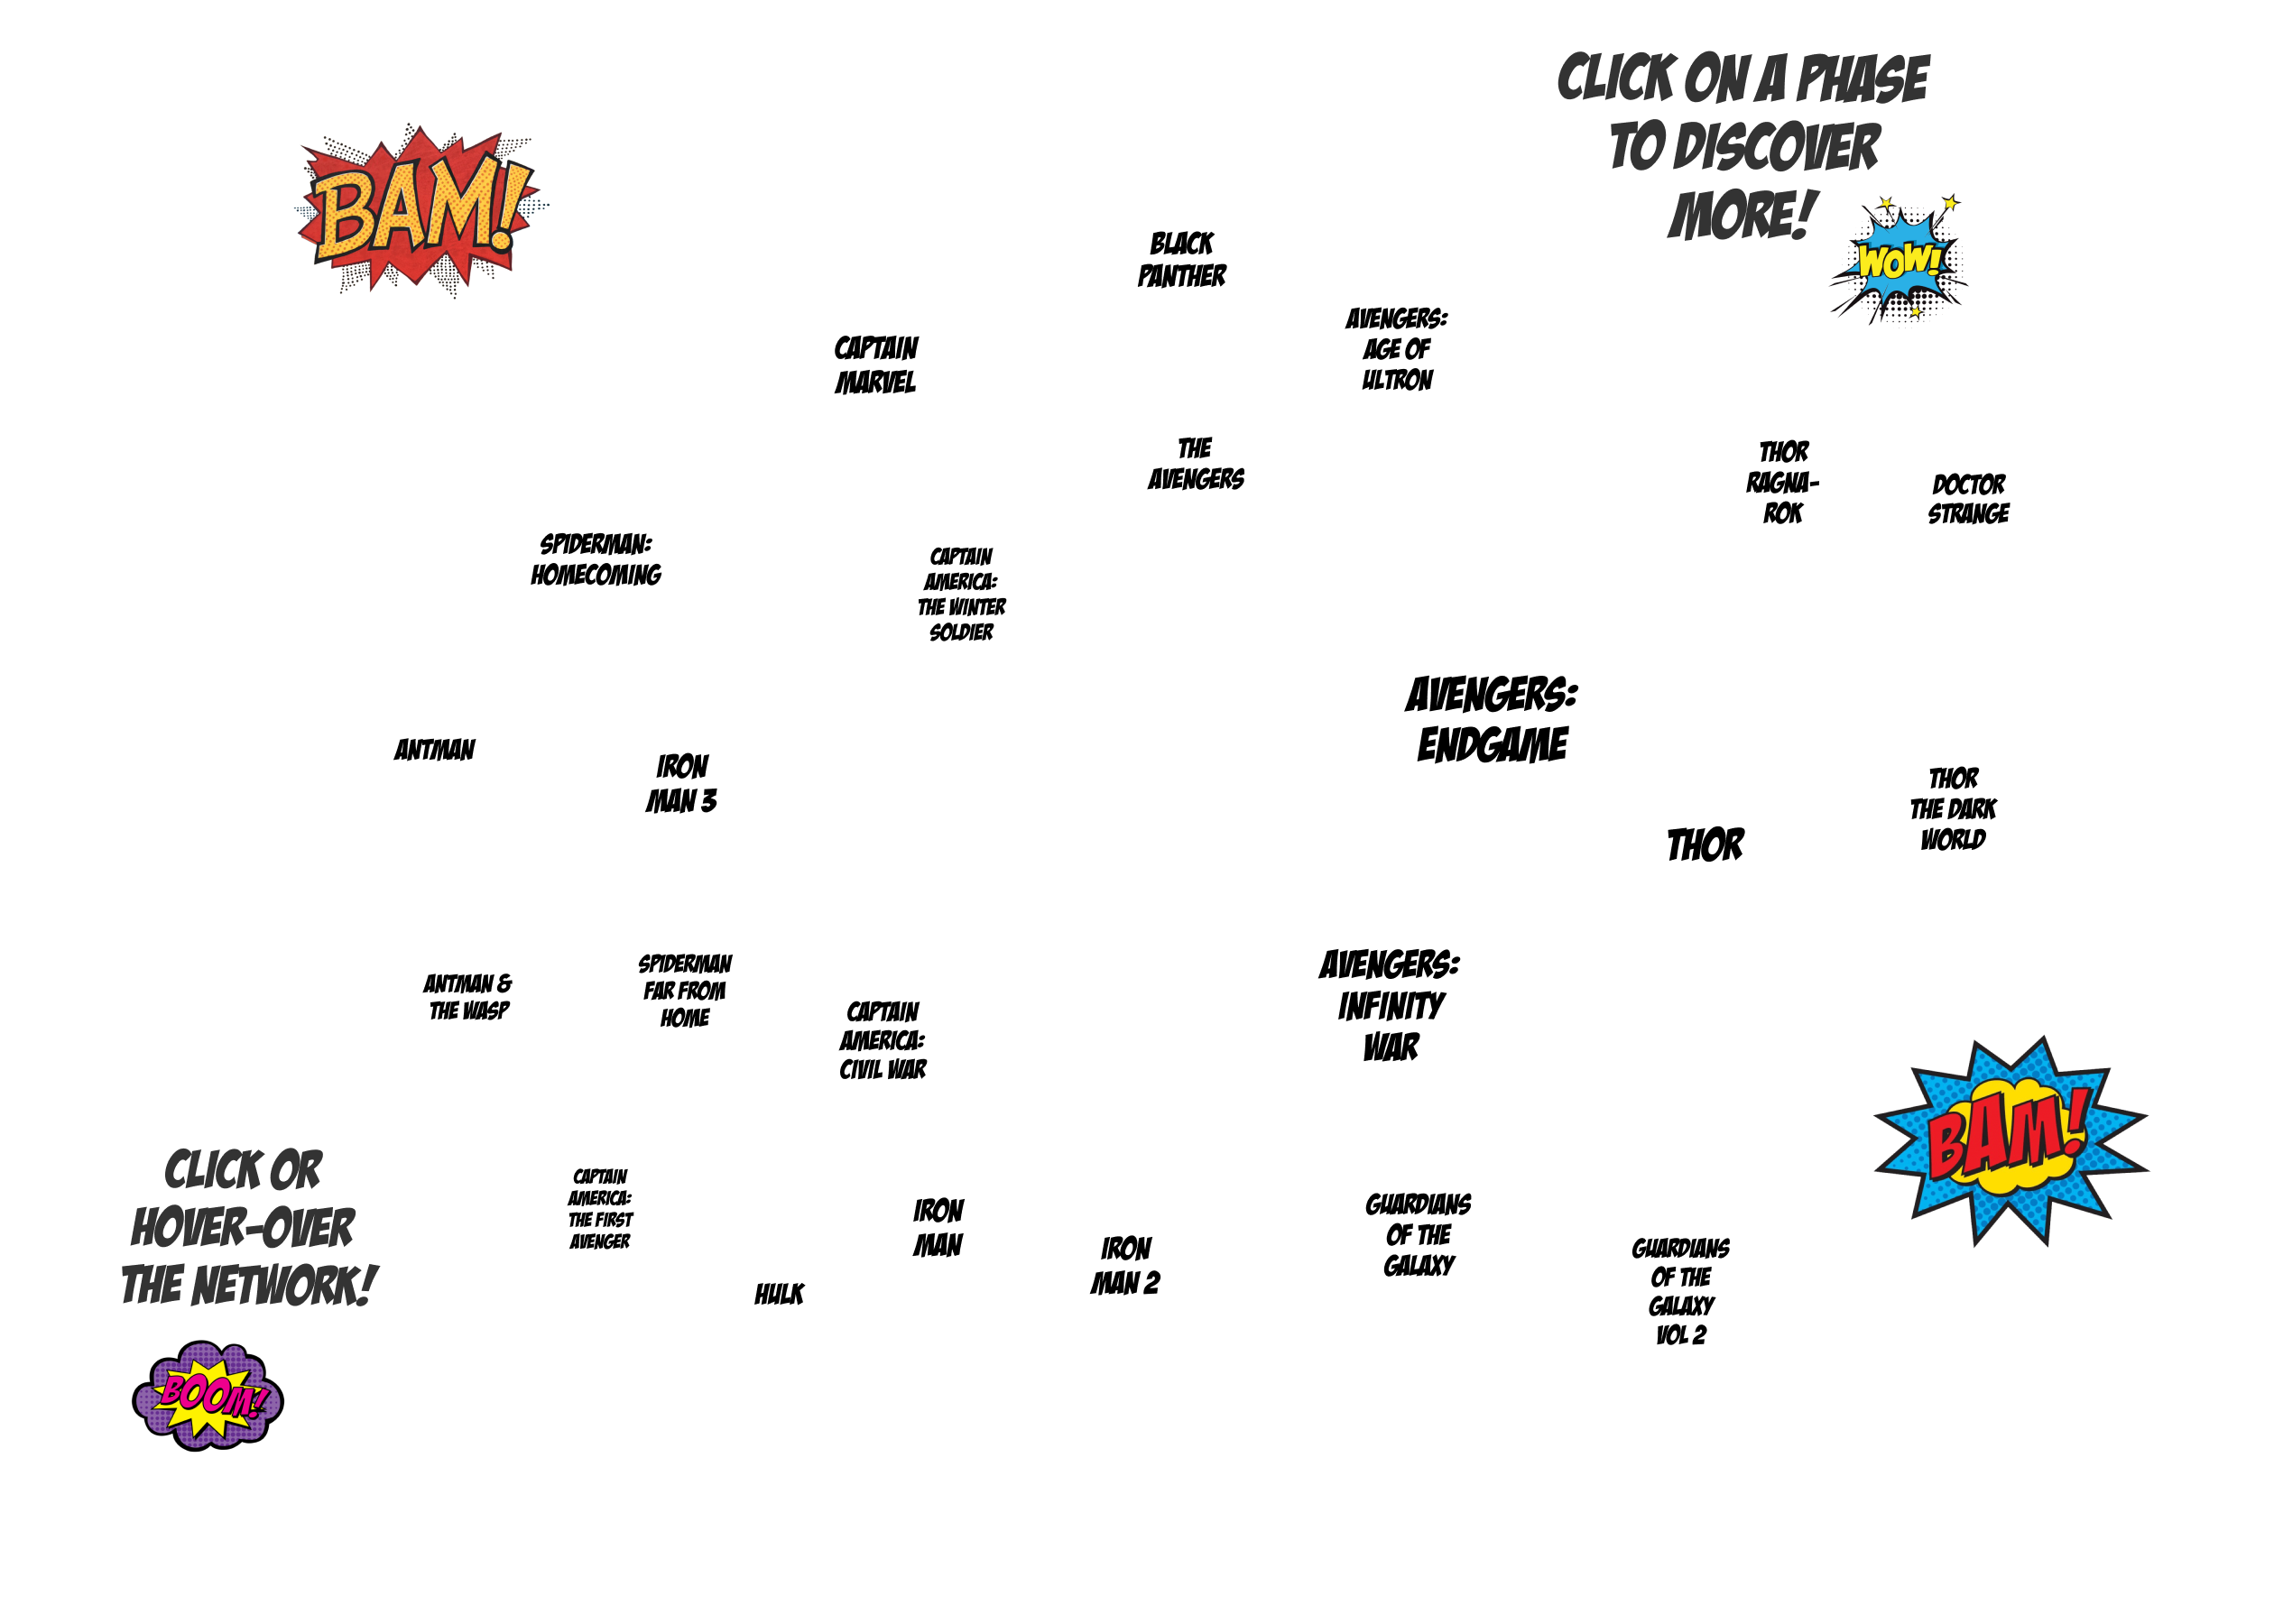 CLICK ON A PHASE
TO DISCOVER
MORE!
WOW!
BAM!
BLACK
PANTHER
AVENGERS:
AGE OF
ULTRON
CAPTAIN
MARVEL
THE
AVENGERS
THOR
RAGNA-
ROK
DOCTOR
STRANGE
SPIDERMAN:
HOMECOMING
CAPTAIN
AMERICA:
THE WINTER
SOLDIER
AVENGERS:
ENDGAME
ANTMAN
IRON
MAN 3
THOR
THE DARK
WORLD
THOR
ANTMAN &
THE WASP
SPIDERMAN
FAR FROM
HOME
CAPTAIN
AMERICA:
CIVIL WAR
AVENGERS:
INFINITY
WAR
BAM!
CLICK OR
HOVER-OVER
THE NETWORK!
BOOM!
CAPTAIN
AMERICA:
THE FIRST
AVENGER
HULK
IRON
MAN
IRON
MAN 2
GUARDIANS
OF THE
GALAXY
GUARDIANS
OF THE
GALAXY
VOL 2